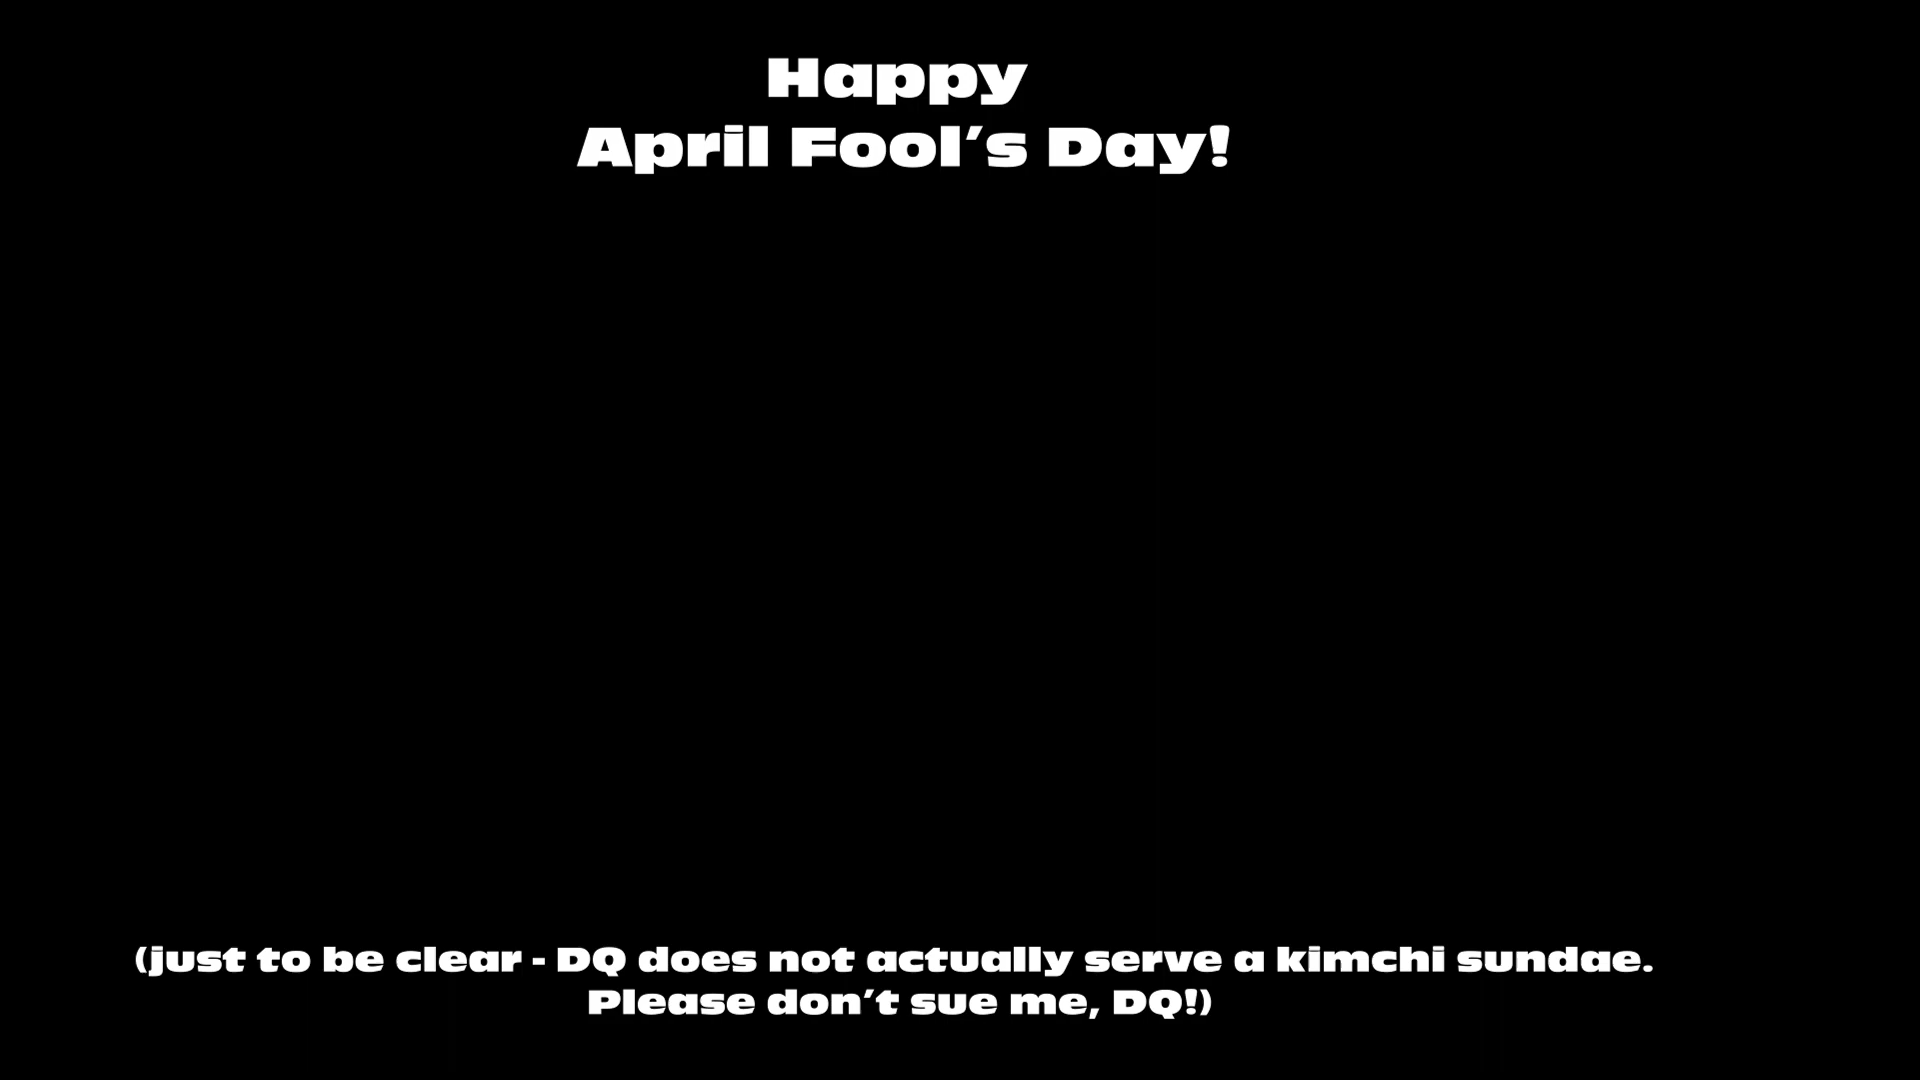 Happy
April Fool's Day!
(just to be clear - DQ does not actually serve a kimchi sundae.
Please don't sue me, DQ!)